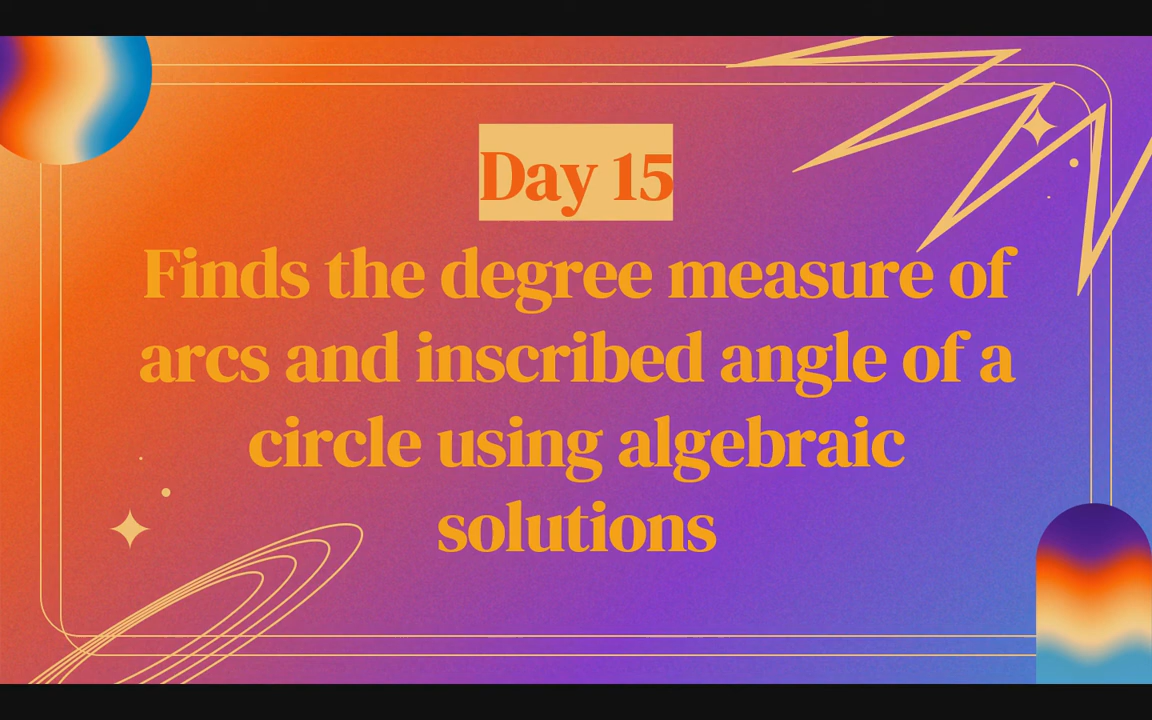 Day 15
Finds the degree measure of
arcs and inscribed angle of a
circle using algebraic
solutions